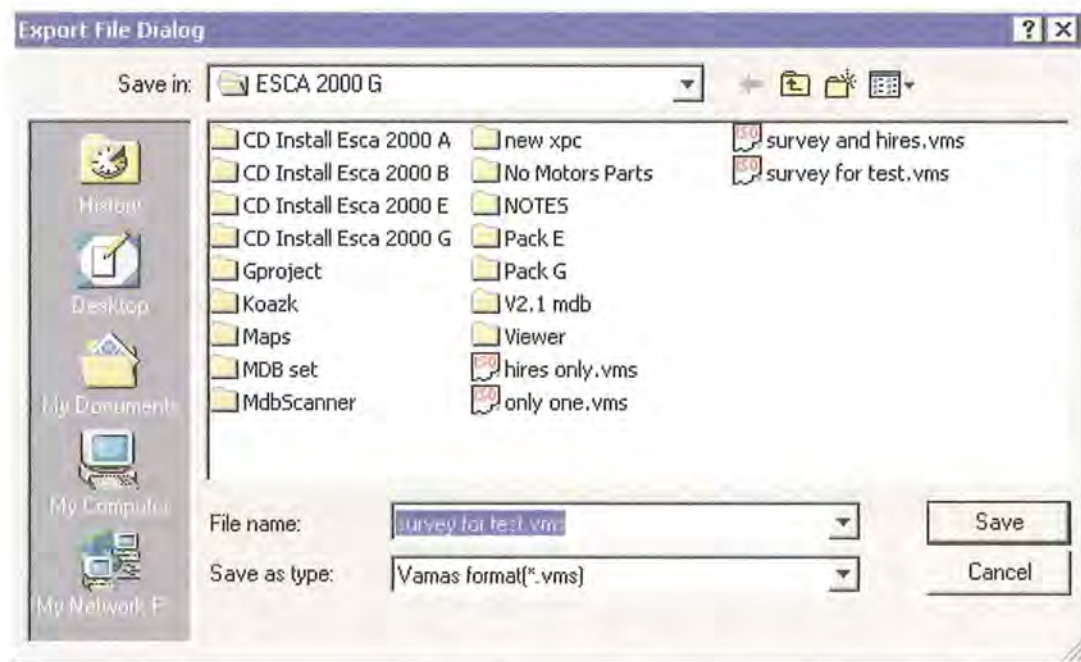 Export File Dialog
Save in:
ESCA 2000 G
History
Desktop
My Documents
My Computer
My Network P...
CD Install Esca 2000 A
CD Install Esca 2000 B
CD Install Esca 2000 E
CD Install Esca 2000 G
Gproject
Koazk
Maps
MDB set
MdbScanner
new xpc
No Motors Parts
NOTES
Pack E
Pack G
V2.1 mdb
Viewer
hires only.vms
only one.vms
survey and hires.vms
survey for test.vms
File name:
survey for test.vms
Save
Save as type:
Vamas format(*.vms)
Cancel